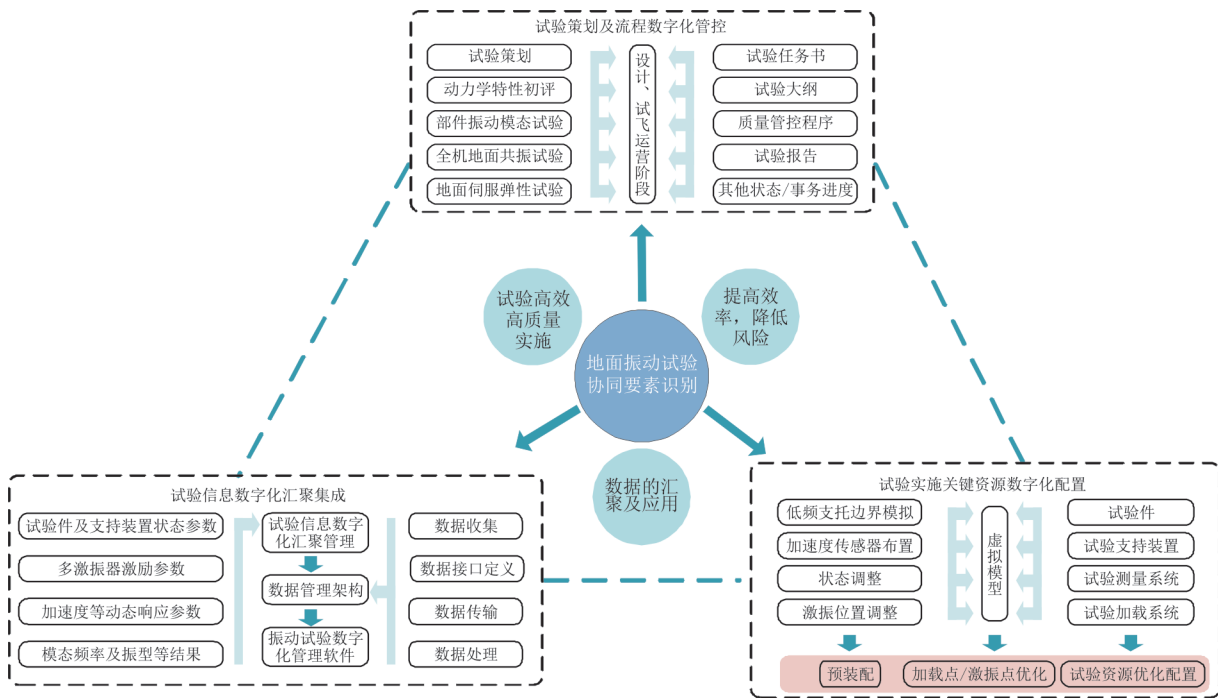 试验策划及流程数字化管控
试验策划
动力学特性初评
部件振动模态试验
全机地面共振试验
地面伺服弹性试验
设计、试飞运营阶段
试验任务书
试验大纲
质量管控程序
试验报告
其他状态/事务进度
试验高效
高质量
实施
提高效
率，降低
风险
地面振动试验
协同要素识别
数据的汇
聚及应用
试验信息数字化汇聚集成
试验件及支持装置状态参数
多激振器激励参数
加速度等动态响应参数
模态频率及振型等结果
试验信息数字
化汇聚管理
数据管理架构
振动试验数字
化管理软件
数据收集
数据接口定义
数据传输
数据处理
试验实施关键资源数字化配置
低频支托边界模拟
加速度传感器布置
状态调整
激振位置调整
虚拟模型
试验件
试验支持装置
试验测量系统
试验加载系统
预装配
加载点/激振点优化
试验资源优化配置